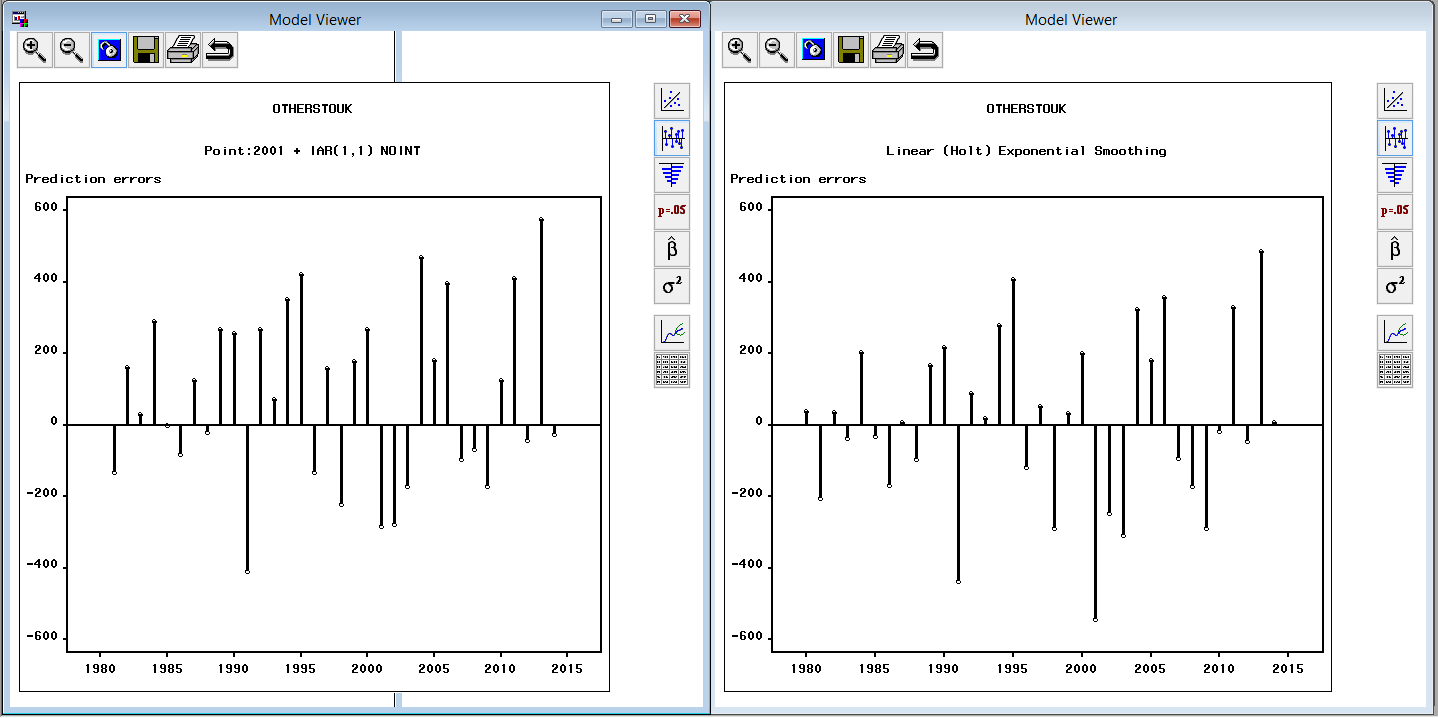 Model Viewer
OTHERSTOUK
Point:2001 + IAR(1,1) NOINT
Prediction errors
600
400
200
0
-200
-400
-600
1980 1985 1990 1995 2000 2005 2010 2015
p=.05
β̂
σ²
Model Viewer
OTHERSTOUK
Linear (Holt) Exponential Smoothing
Prediction errors
600
400
200
0
-200
-400
-600
1980 1985 1990 1995 2000 2005 2010 2015
p=.05
β̂
σ²